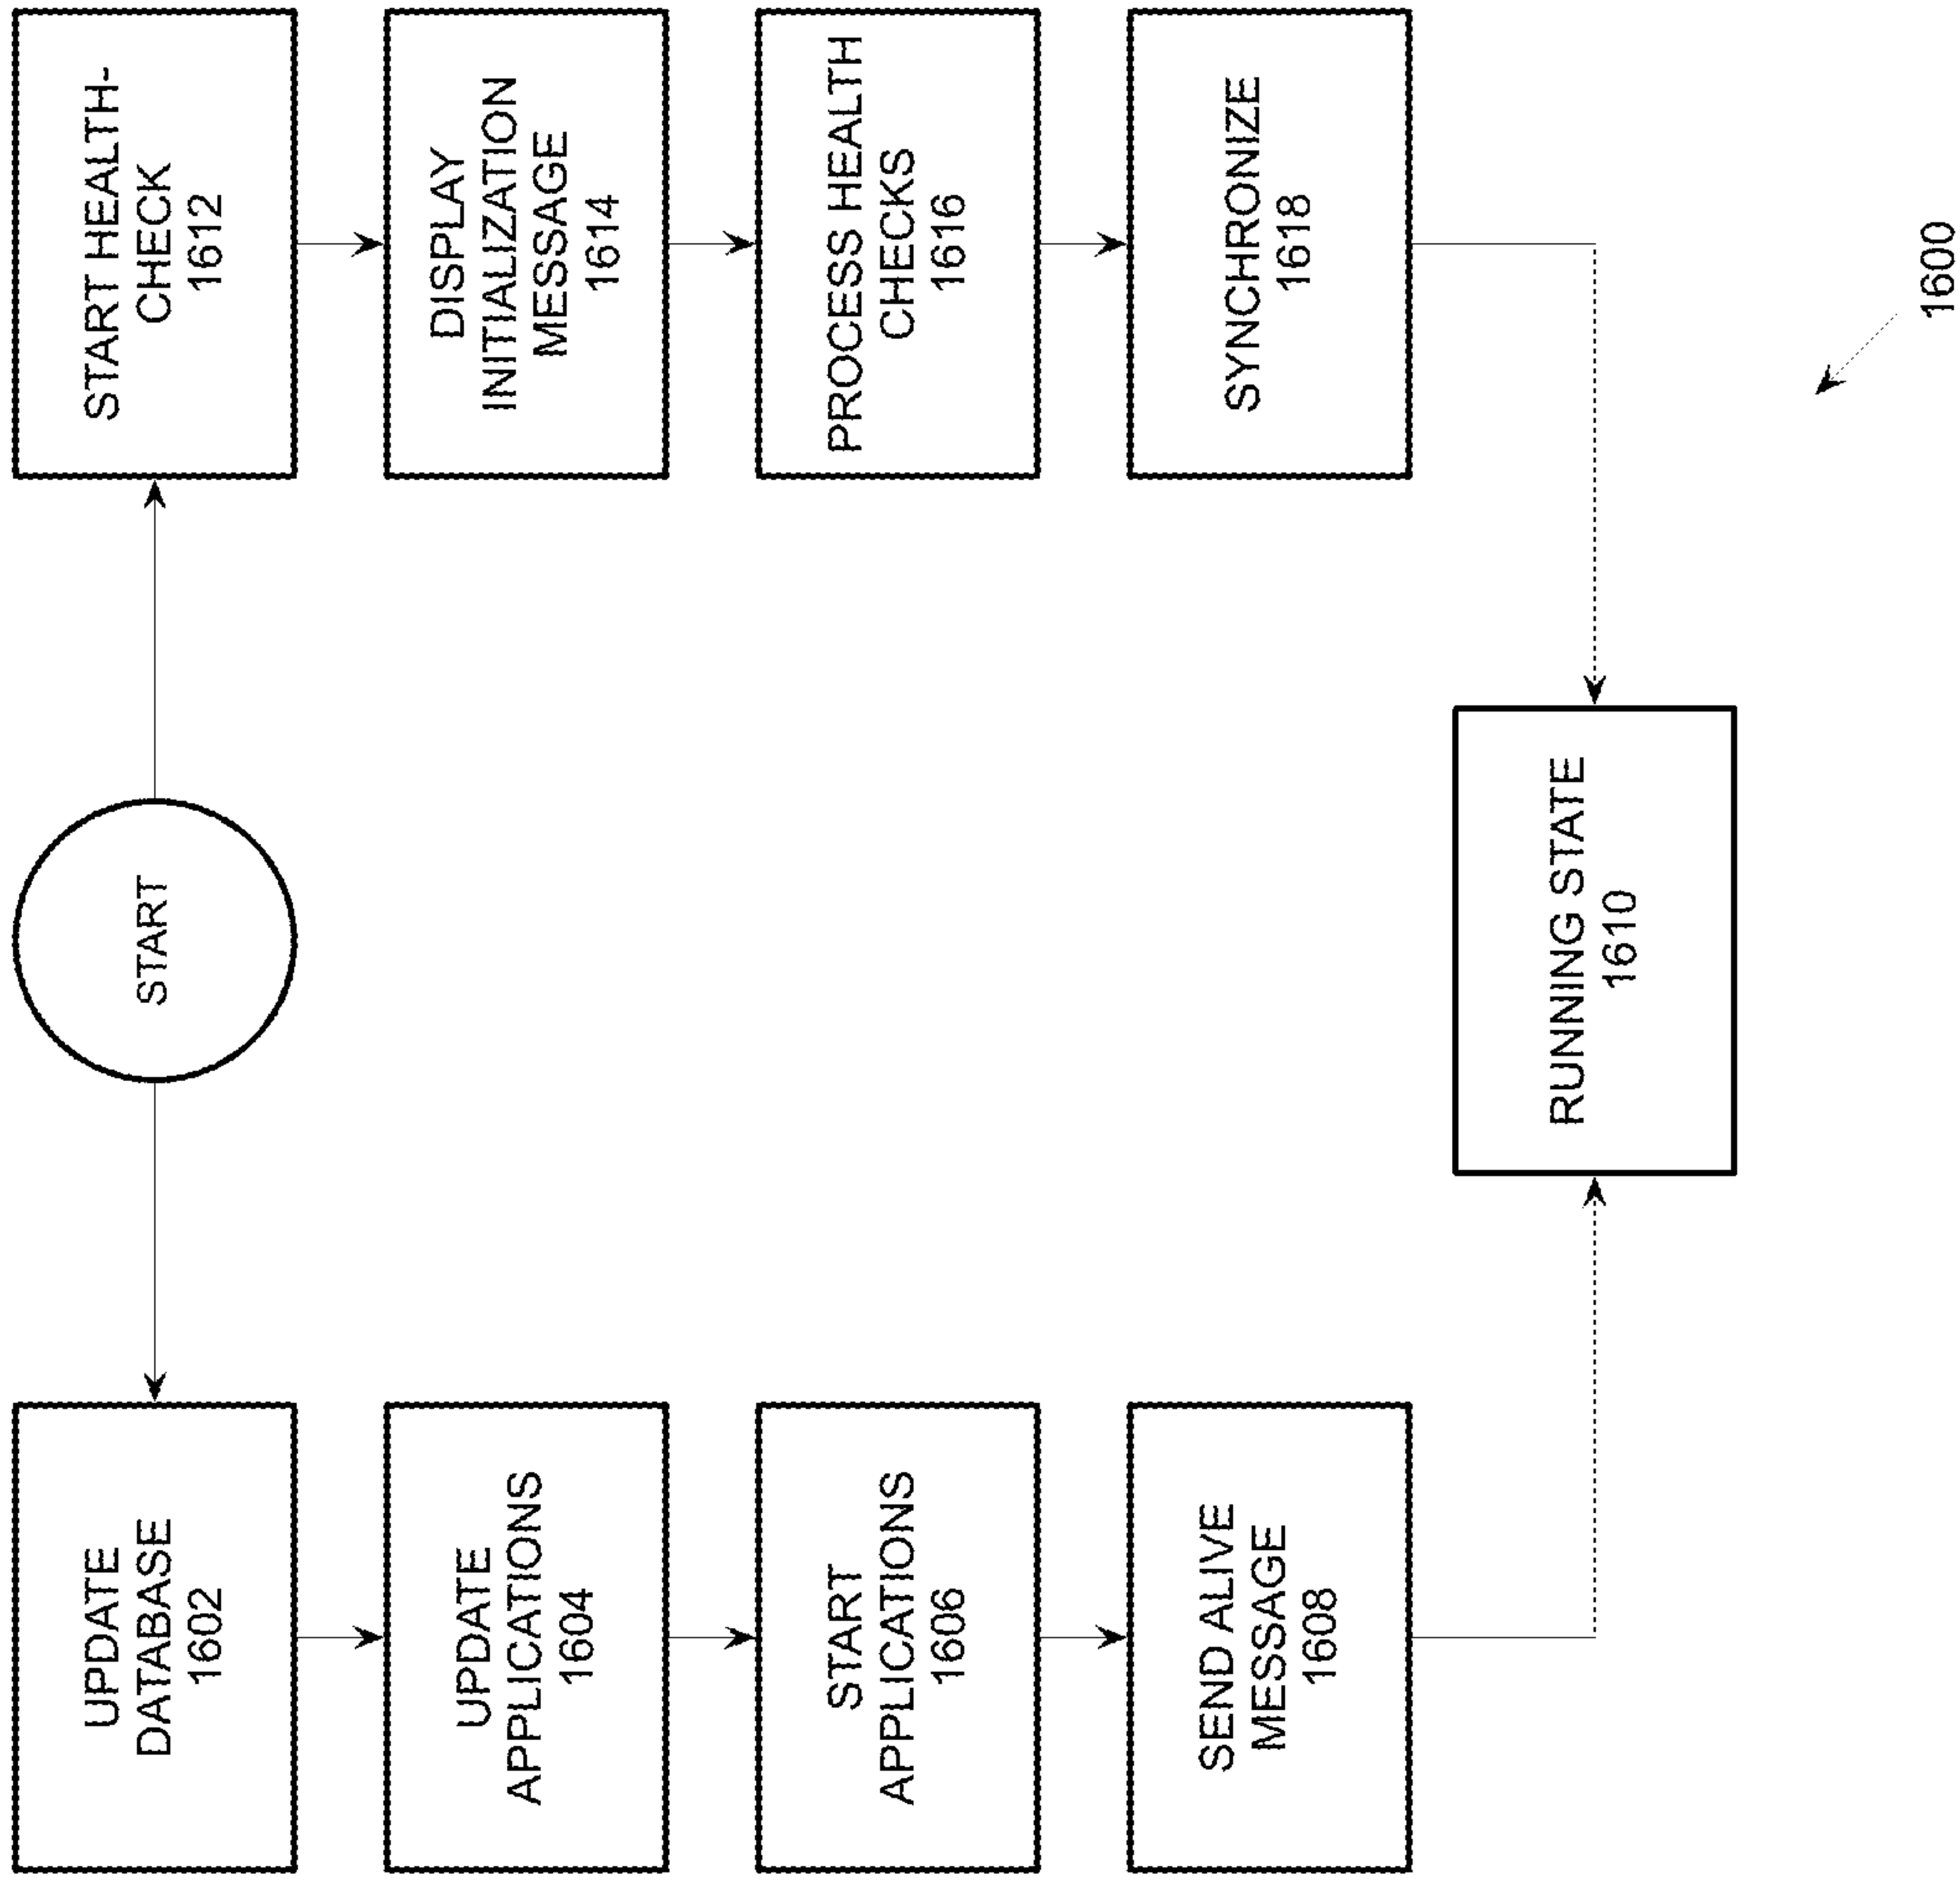 START
UPDATE
DATABASE
1602
UPDATE
APPLICATIONS
1604
START
APPLICATIONS
1606
SEND ALIVE
MESSAGE
1608
START HEALTH-
CHECK
1612
DISPLAY
INITIALIZATION
MESSAGE
1614
PROCESS HEALTH
CHECKS
1616
SYNCHRONIZE
1618
RUNNING STATE
1610
1600